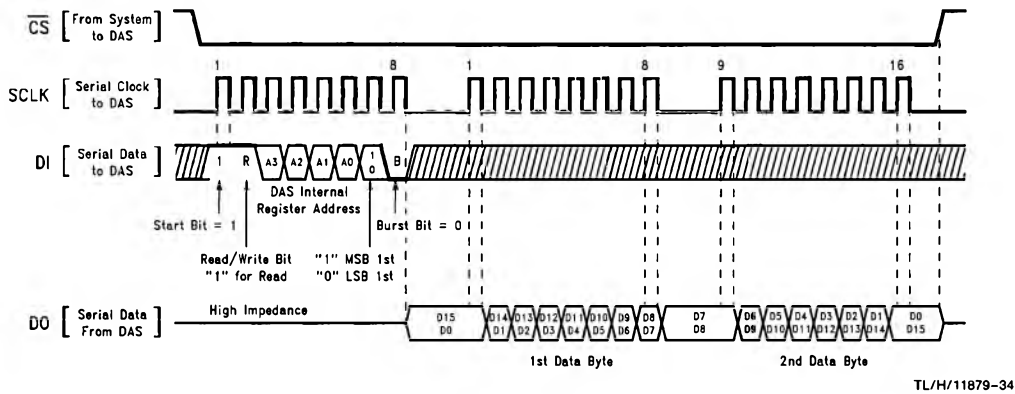 CS [ From System to DAS ]
1 8 1 8 9 16
SCLK [ Serial Clock to DAS ]
DI [ Serial Data to DAS ]
1 R A3 A2 A1 A0 1 0 B
DAS Internal
Register Address
Start Bit = 1
Burst Bit = 0
Read/Write Bit
"1" for Read
"1" MSB 1st
"0" LSB 1st
DO [ Serial Data From DAS ]
High Impedance
D15 D14 D13 D12 D11 D10 D9 D8 D7 D6 D5 D4 D3 D2 D1 D0
D0 D1 D2 D3 D4 D5 D6 D7 D8 D9 D10 D11 D12 D13 D14 D15
1st Data Byte
2nd Data Byte
TL/H/11879-34